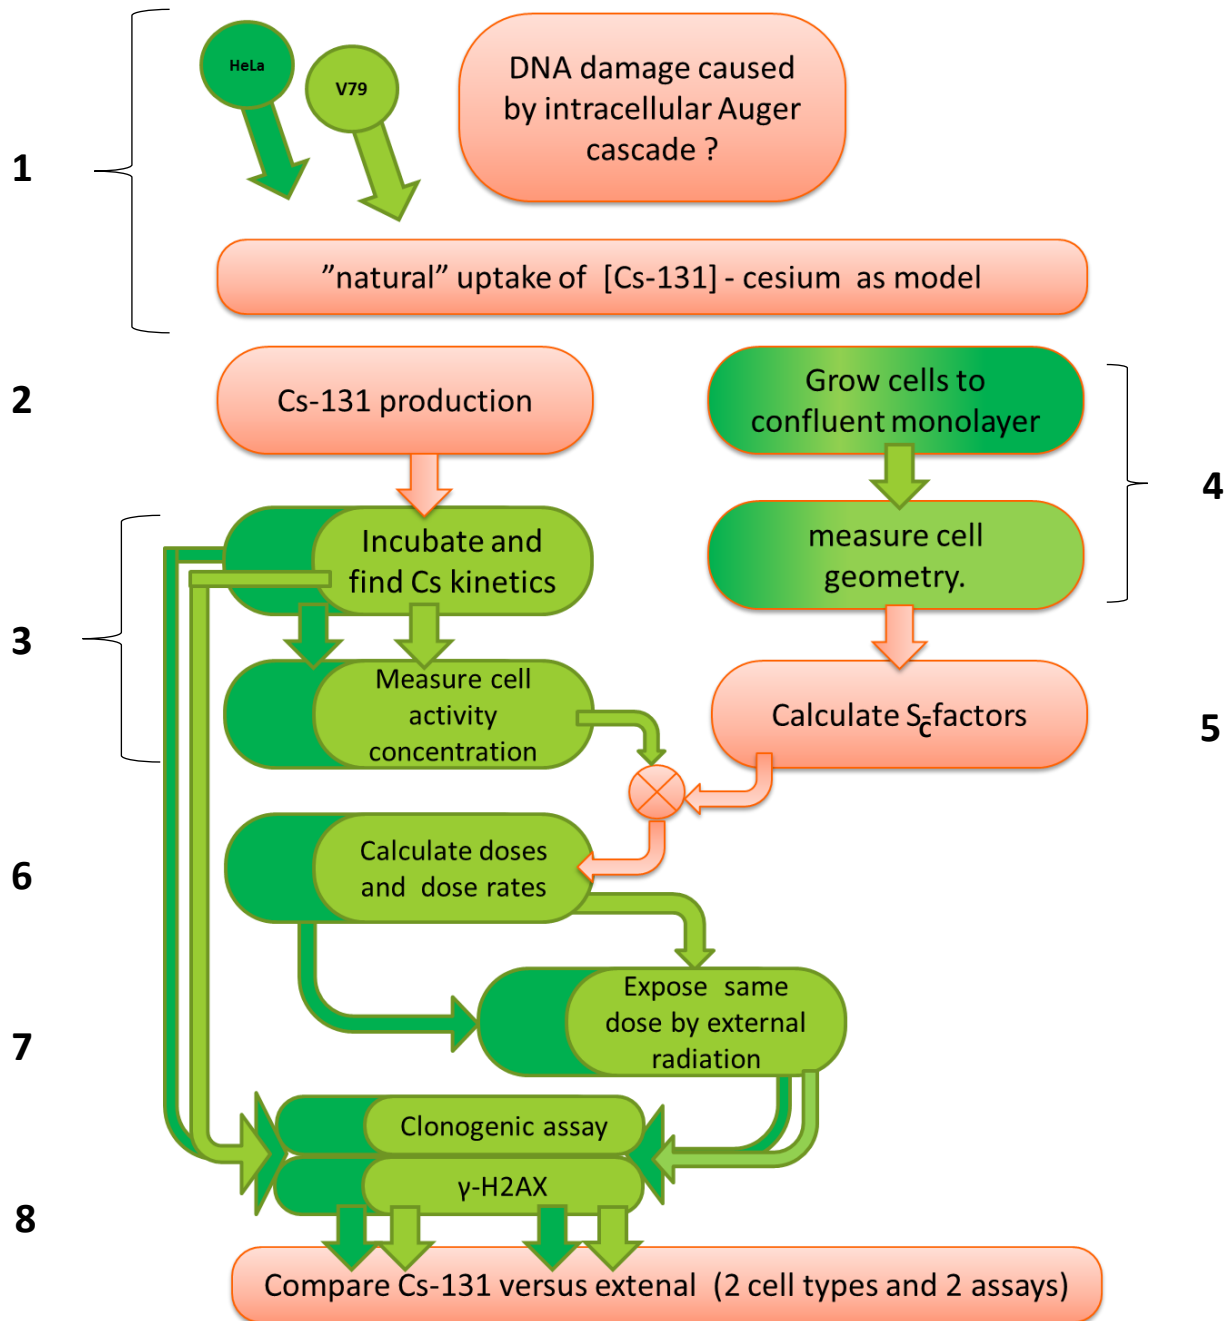 HeLa
V79
DNA damage caused
by intracellular Auger
cascade ?
1
”natural” uptake of [Cs-131] - cesium as model
2
Cs-131 production
Grow cells to
confluent monolayer
4
Incubate and
find Cs kinetics
measure cell
geometry.
3
Measure cell
activity
concentration
Calculate Sc̄-factors
5
6
Calculate doses
and dose rates
7
Expose same
dose by external
radiation
Clonogenic assay
γ-H2AX
8
Compare Cs-131 versus extenal (2 cell types and 2 assays)